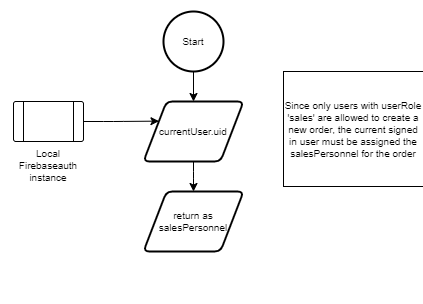 Start
Since only users with userRole
'sales' are allowed to create a
new order, the current signed
in user must be assigned the
salesPersonnel for the order
currentUser.uid
Local
Firebaseauth
instance
return as
salesPersonnel